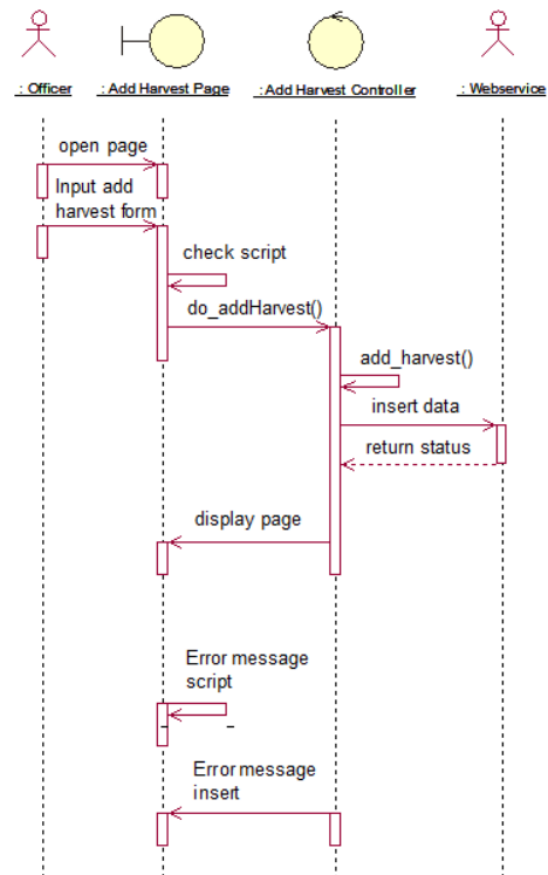 : Officer
: Add Harvest Page
: Add Harvest Controller
: Webservice
open page
Input add
harvest form
check script
do_addHarvest()
add_harvest()
insert data
return status
display page
Error message
script
Error message
insert